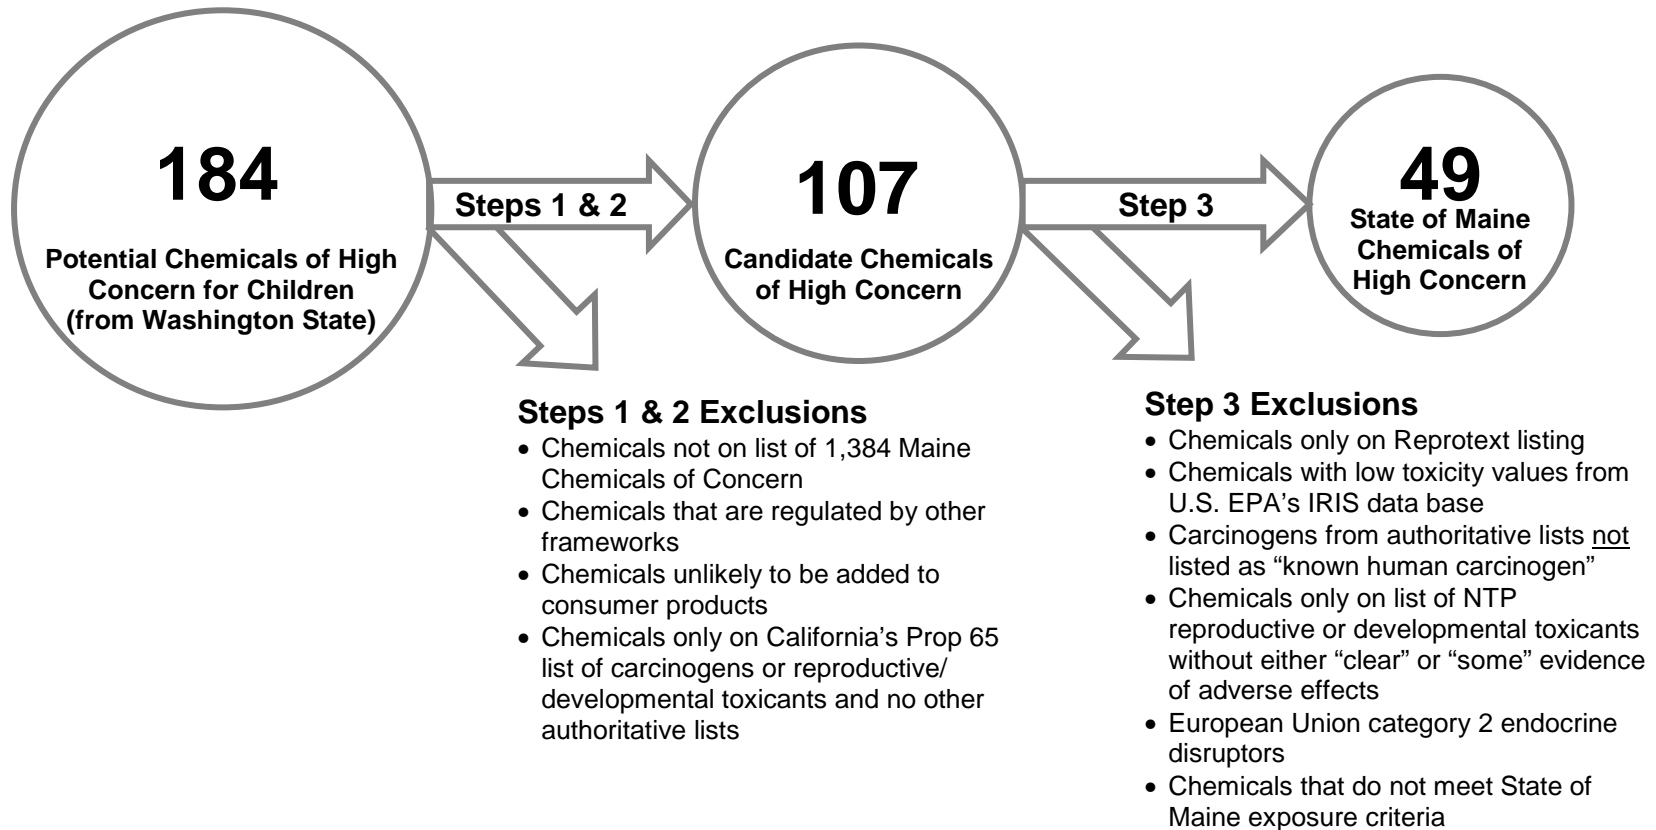 184
Potential Chemicals of High
Concern for Children
(from Washington State)
Steps 1 & 2
107
Candidate Chemicals
of High Concern
Step 3
49
State of Maine
Chemicals of
High Concern
Steps 1 & 2 Exclusions
• Chemicals not on list of 1,384 Maine
Chemicals of Concern
• Chemicals that are regulated by other
frameworks
• Chemicals unlikely to be added to
consumer products
• Chemicals only on California's Prop 65
list of carcinogens or reproductive/
developmental toxicants and no other
authoritative lists
Step 3 Exclusions
• Chemicals only on Reprotext listing
• Chemicals with low toxicity values from
U.S. EPA's IRIS data base
• Carcinogens from authoritative lists not
listed as “known human carcinogen”
• Chemicals only on list of NTP
reproductive or developmental toxicants
without either “clear” or “some” evidence
of adverse effects
• European Union category 2 endocrine
disruptors
• Chemicals that do not meet State of
Maine exposure criteria